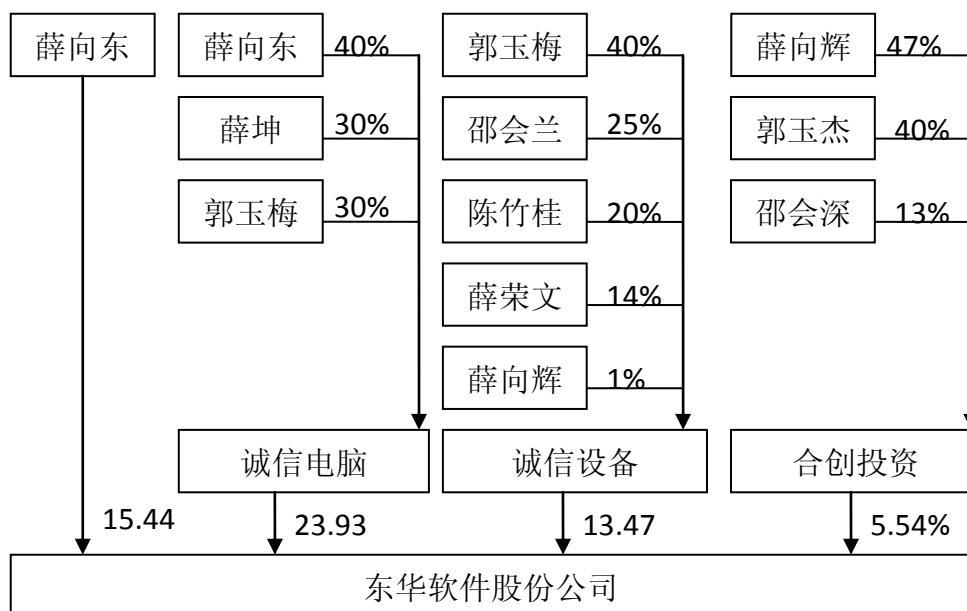 薛向东 薛向东 40% 郭玉梅 40% 薛向辉 47%
薛坤 30% 邵会兰 25% 郭玉杰 40%
郭玉梅 30% 陈竹桂 20% 邵会深 13%
薛荣文 14%
薛向辉 1%
诚信电脑 诚信设备 合创投资
15.44 23.93 13.47 5.54%
东华软件股份公司